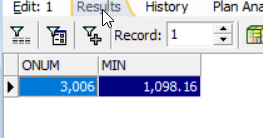 Edit: 1 Results History Plan Ana
Record: 1
ONUM MIN
3,006 1,098.16